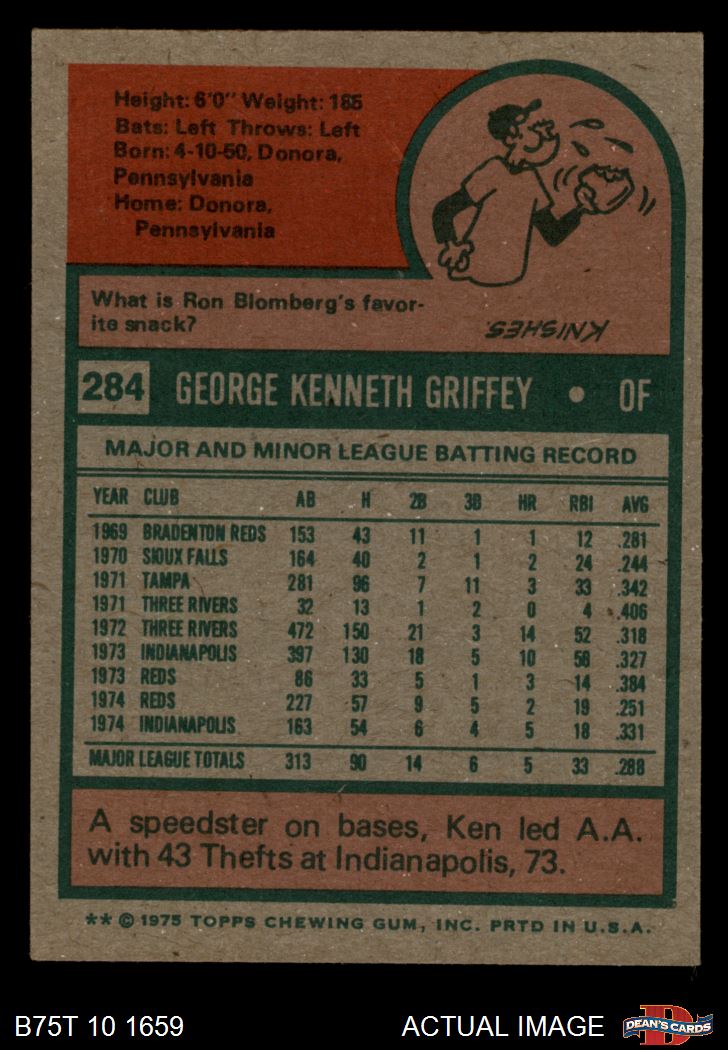 Height: 6'0" Weight: 185
Bats: Left Throws: Left
Born: 4-10-50, Donora,
Pennsylvania
Home: Donora,
Pennsylvania
What is Ron Blomberg's favor-
ite snack?
KNISHES.
284 GEORGE KENNETH GRIFFEY • OF
MAJOR AND MINOR LEAGUE BATTING RECORD
YEAR CLUB AB H 2B 3B HR RBI AVG
1969 BRADENTON REDS 153 43 11 1 1 12 .281
1970 SIOUX FALLS 164 40 2 1 2 24 .244
1971 TAMPA 281 96 7 11 3 33 .342
1971 THREE RIVERS 32 13 1 2 0 4 .406
1972 THREE RIVERS 472 150 21 3 14 52 .318
1973 INDIANAPOLIS 397 130 18 5 10 58 .327
1973 REDS 86 33 5 1 3 14 .384
1974 REDS 227 57 9 5 2 19 .251
1974 INDIANAPOLIS 163 54 6 4 5 18 .331
MAJOR LEAGUE TOTALS 313 90 14 6 5 33 .288
A speedster on bases, Ken led A.A.
with 43 Thefts at Indianapolis, 73.
** © 1975 TOPPS CHEWING GUM, INC. PRTD IN U.S.A.
B75T 10 1659 ACTUAL IMAGE D DEAN'S CARDS